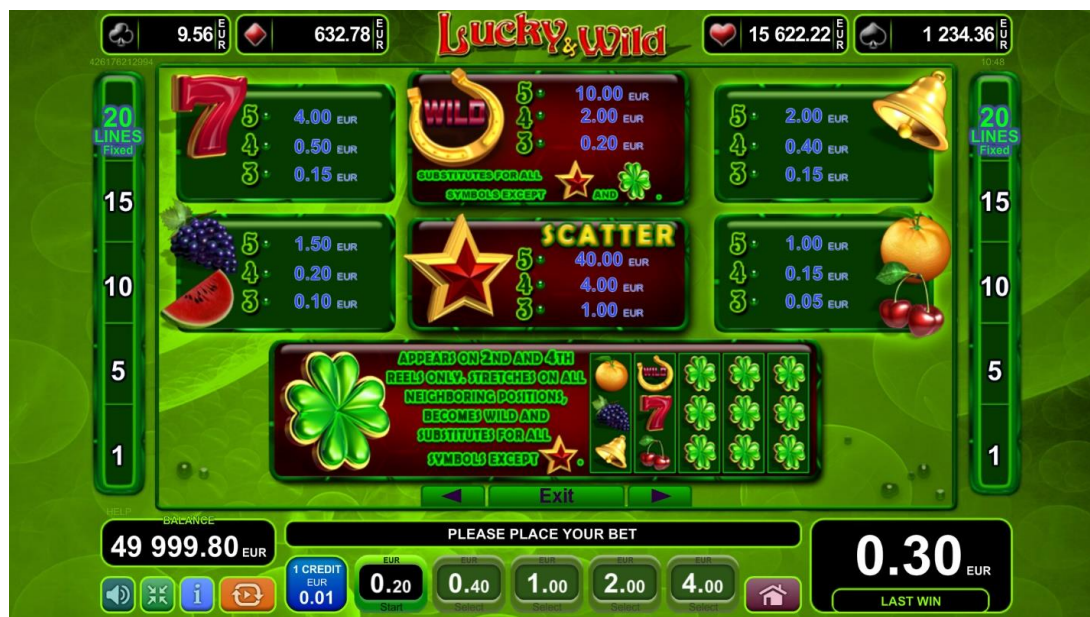 9.56 EUR
632.78 EUR
Lucky & Wild
15 622.22 EUR
1 234.36 EUR
426176212994
10:48
20
LINES
Fixed
15
10
5
1
7
5· 4.00 EUR
4· 0.50 EUR
3· 0.15 EUR
WILD
5· 10.00 EUR
4· 2.00 EUR
3· 0.20 EUR
SUBSTITUTES FOR ALL
SYMBOLS EXCEPT AND .
5· 2.00 EUR
4· 0.40 EUR
3· 0.15 EUR
20
LINES
Fixed
15
10
5
1
5· 1.50 EUR
4· 0.20 EUR
3· 0.10 EUR
SCATTER
5· 40.00 EUR
4· 4.00 EUR
3· 1.00 EUR
5· 1.00 EUR
4· 0.15 EUR
3· 0.05 EUR
APPEARS ON 2ND AND 4TH
REELS ONLY. STRETCHES ON ALL
NEIGHBORING POSITIONS,
BECOMES WILD AND
SUBSTITUTES FOR ALL
SYMBOLS EXCEPT .
WILD
7
Exit
HELP
BALANCE
49 999.80 EUR
PLEASE PLACE YOUR BET
0.30 EUR
LAST WIN
i
1 CREDIT
EUR
0.01
EUR
0.20
Start
EUR
0.40
Select
EUR
1.00
Select
EUR
2.00
Select
EUR
4.00
Select